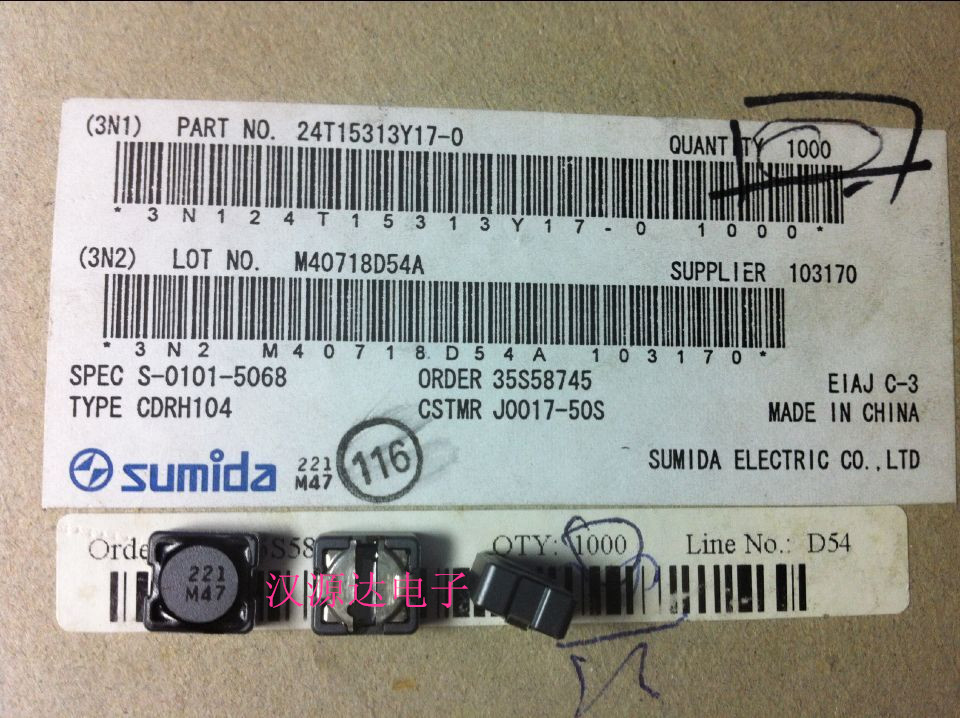 (3N1) PART NO. 24T15313Y17-0 QUANTITY 1000
*3N124T15313Y17-0 1000*
(3N2) LOT NO. M40718D54A SUPPLIER 103170
*3N2 M40718D54A 103170*
SPEC S-0101-5068 ORDER 35S58745 EIAJ C-3
TYPE CDRH104 CSTMR J0017-50S MADE IN CHINA
sumida 221 M47 116 SUMIDA ELECTRIC CO.,LTD
QTY: 1000 Line No.: D54
221
M47
汉源达电子